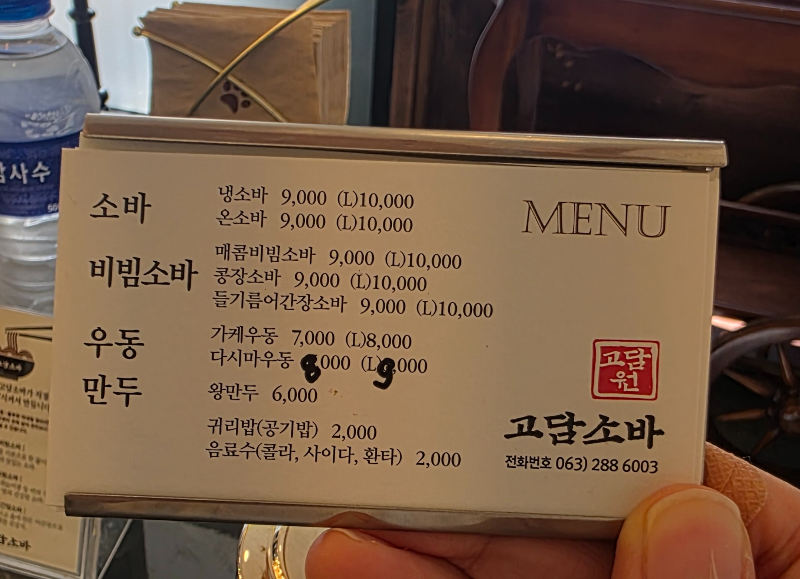 MENU
소바
냉소바 9,000 (L)10,000
온소바 9,000 (L)10,000
비빔소바
매콤비빔소바 9,000 (L)10,000
콩장소바 9,000 (L)10,000
들기름어간장소바 9,000 (L)10,000
우동
가케우동 7,000 (L)8,000
다시마우동 8,000 (L)9,000
만두
왕만두 6,000
귀리밥(공기밥) 2,000
음료수(콜라, 사이다, 환타) 2,000
고담
원
고담소바
전화번호 063) 288 6003